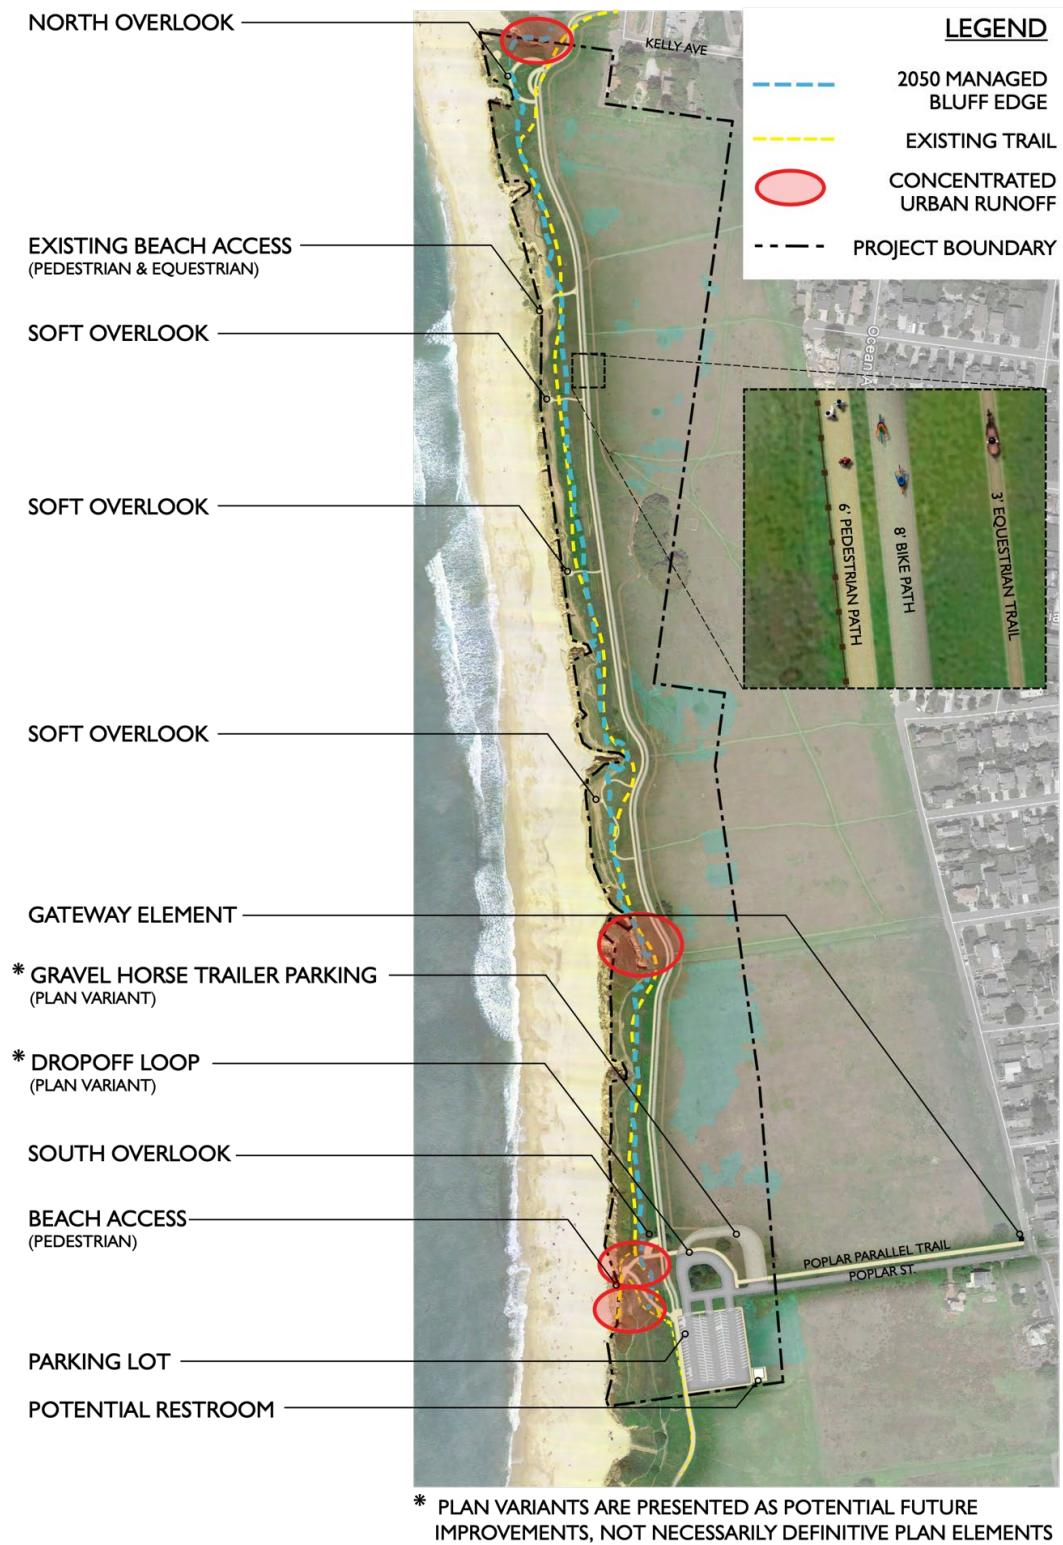 NORTH OVERLOOK
EXISTING BEACH ACCESS
(PEDESTRIAN & EQUESTRIAN)
SOFT OVERLOOK
SOFT OVERLOOK
SOFT OVERLOOK
GATEWAY ELEMENT
* GRAVEL HORSE TRAILER PARKING
(PLAN VARIANT)
* DROPOFF LOOP
(PLAN VARIANT)
SOUTH OVERLOOK
BEACH ACCESS
(PEDESTRIAN)
PARKING LOT
POTENTIAL RESTROOM
KELLY AVE
LEGEND
2050 MANAGED
BLUFF EDGE
EXISTING TRAIL
CONCENTRATED
URBAN RUNOFF
PROJECT BOUNDARY
6' PEDESTRIAN PATH
8' BIKE PATH
3' EQUESTRIAN TRAIL
POPLAR PARALLEL TRAIL
POPLAR ST.
* PLAN VARIANTS ARE PRESENTED AS POTENTIAL FUTURE
IMPROVEMENTS, NOT NECESSARILY DEFINITIVE PLAN ELEMENTS